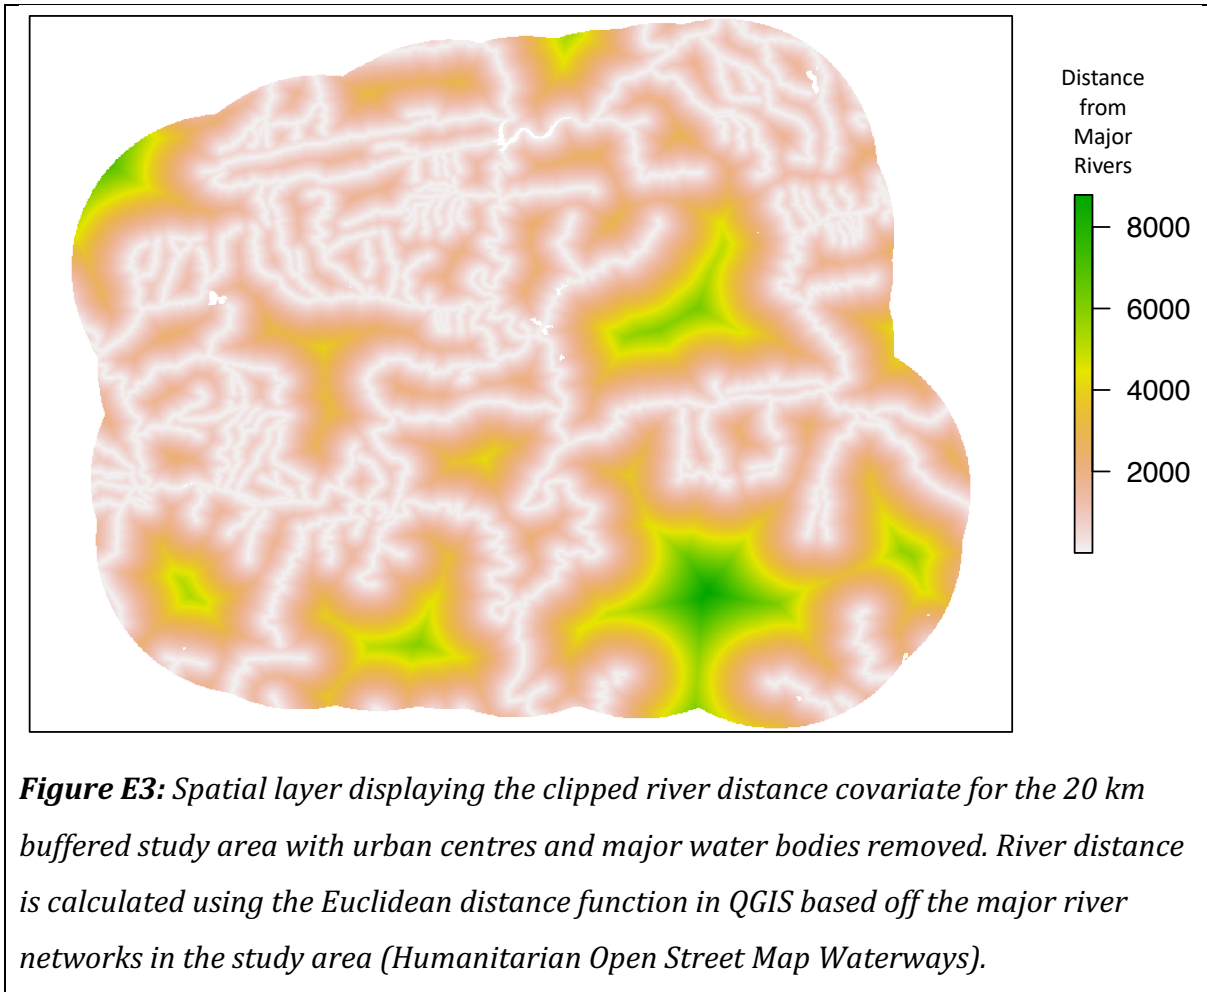 Distance
from
Major
Rivers
8000
6000
4000
2000
Figure E3: Spatial layer displaying the clipped river distance covariate for the 20 km
buffered study area with urban centres and major water bodies removed. River distance
is calculated using the Euclidean distance function in QGIS based off the major river
networks in the study area (Humanitarian Open Street Map Waterways).